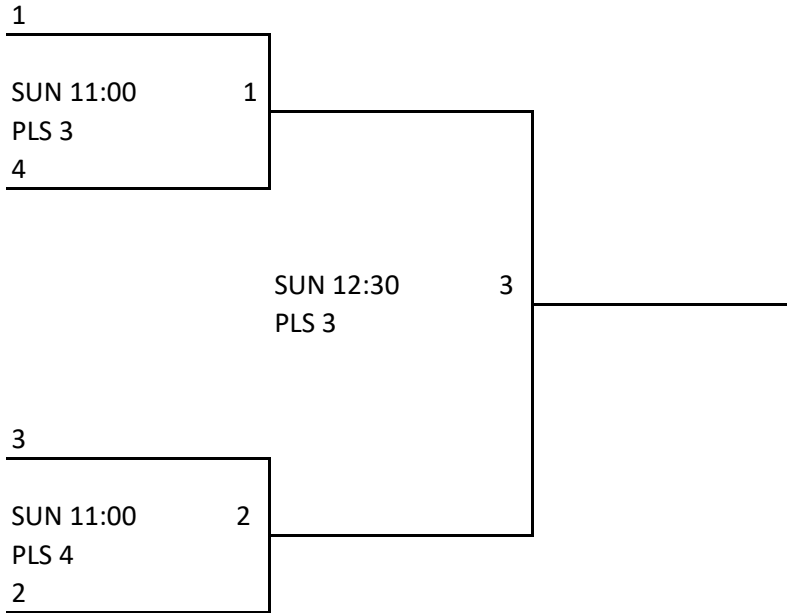 1
SUN 11:00 1
PLS 3
4
SUN 12:30 3
PLS 3
3
SUN 11:00 2
PLS 4
2